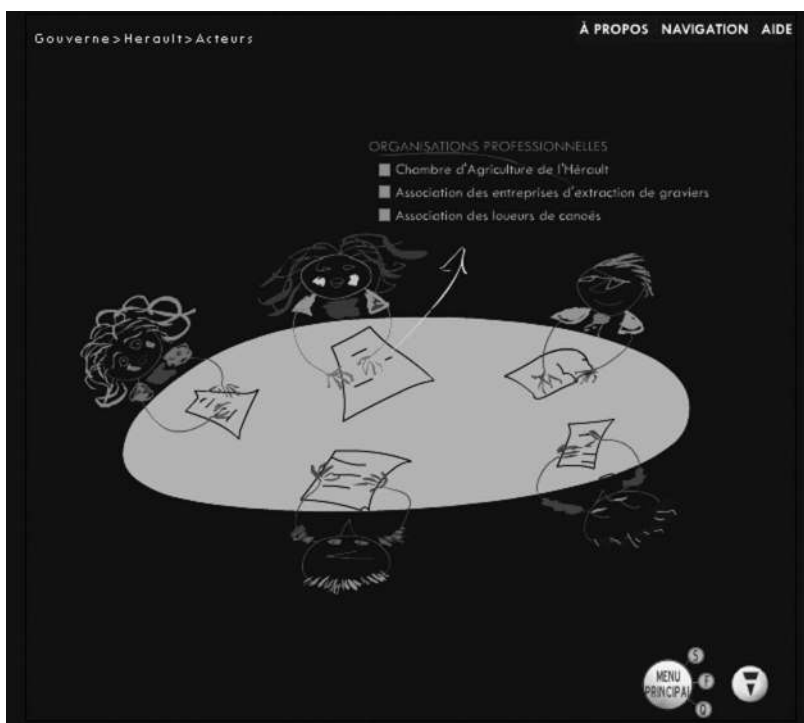 Gouverne>Herault>Acteurs
À PROPOS NAVIGATION AIDE
ORGANISATIONS PROFESSIONNELLES
Chambre d'Agriculture de l'Hérault
Association des entreprises d'extraction de graviers
Association des loueurs de canoés
MENU
PRINCIPAL
S
F
Q